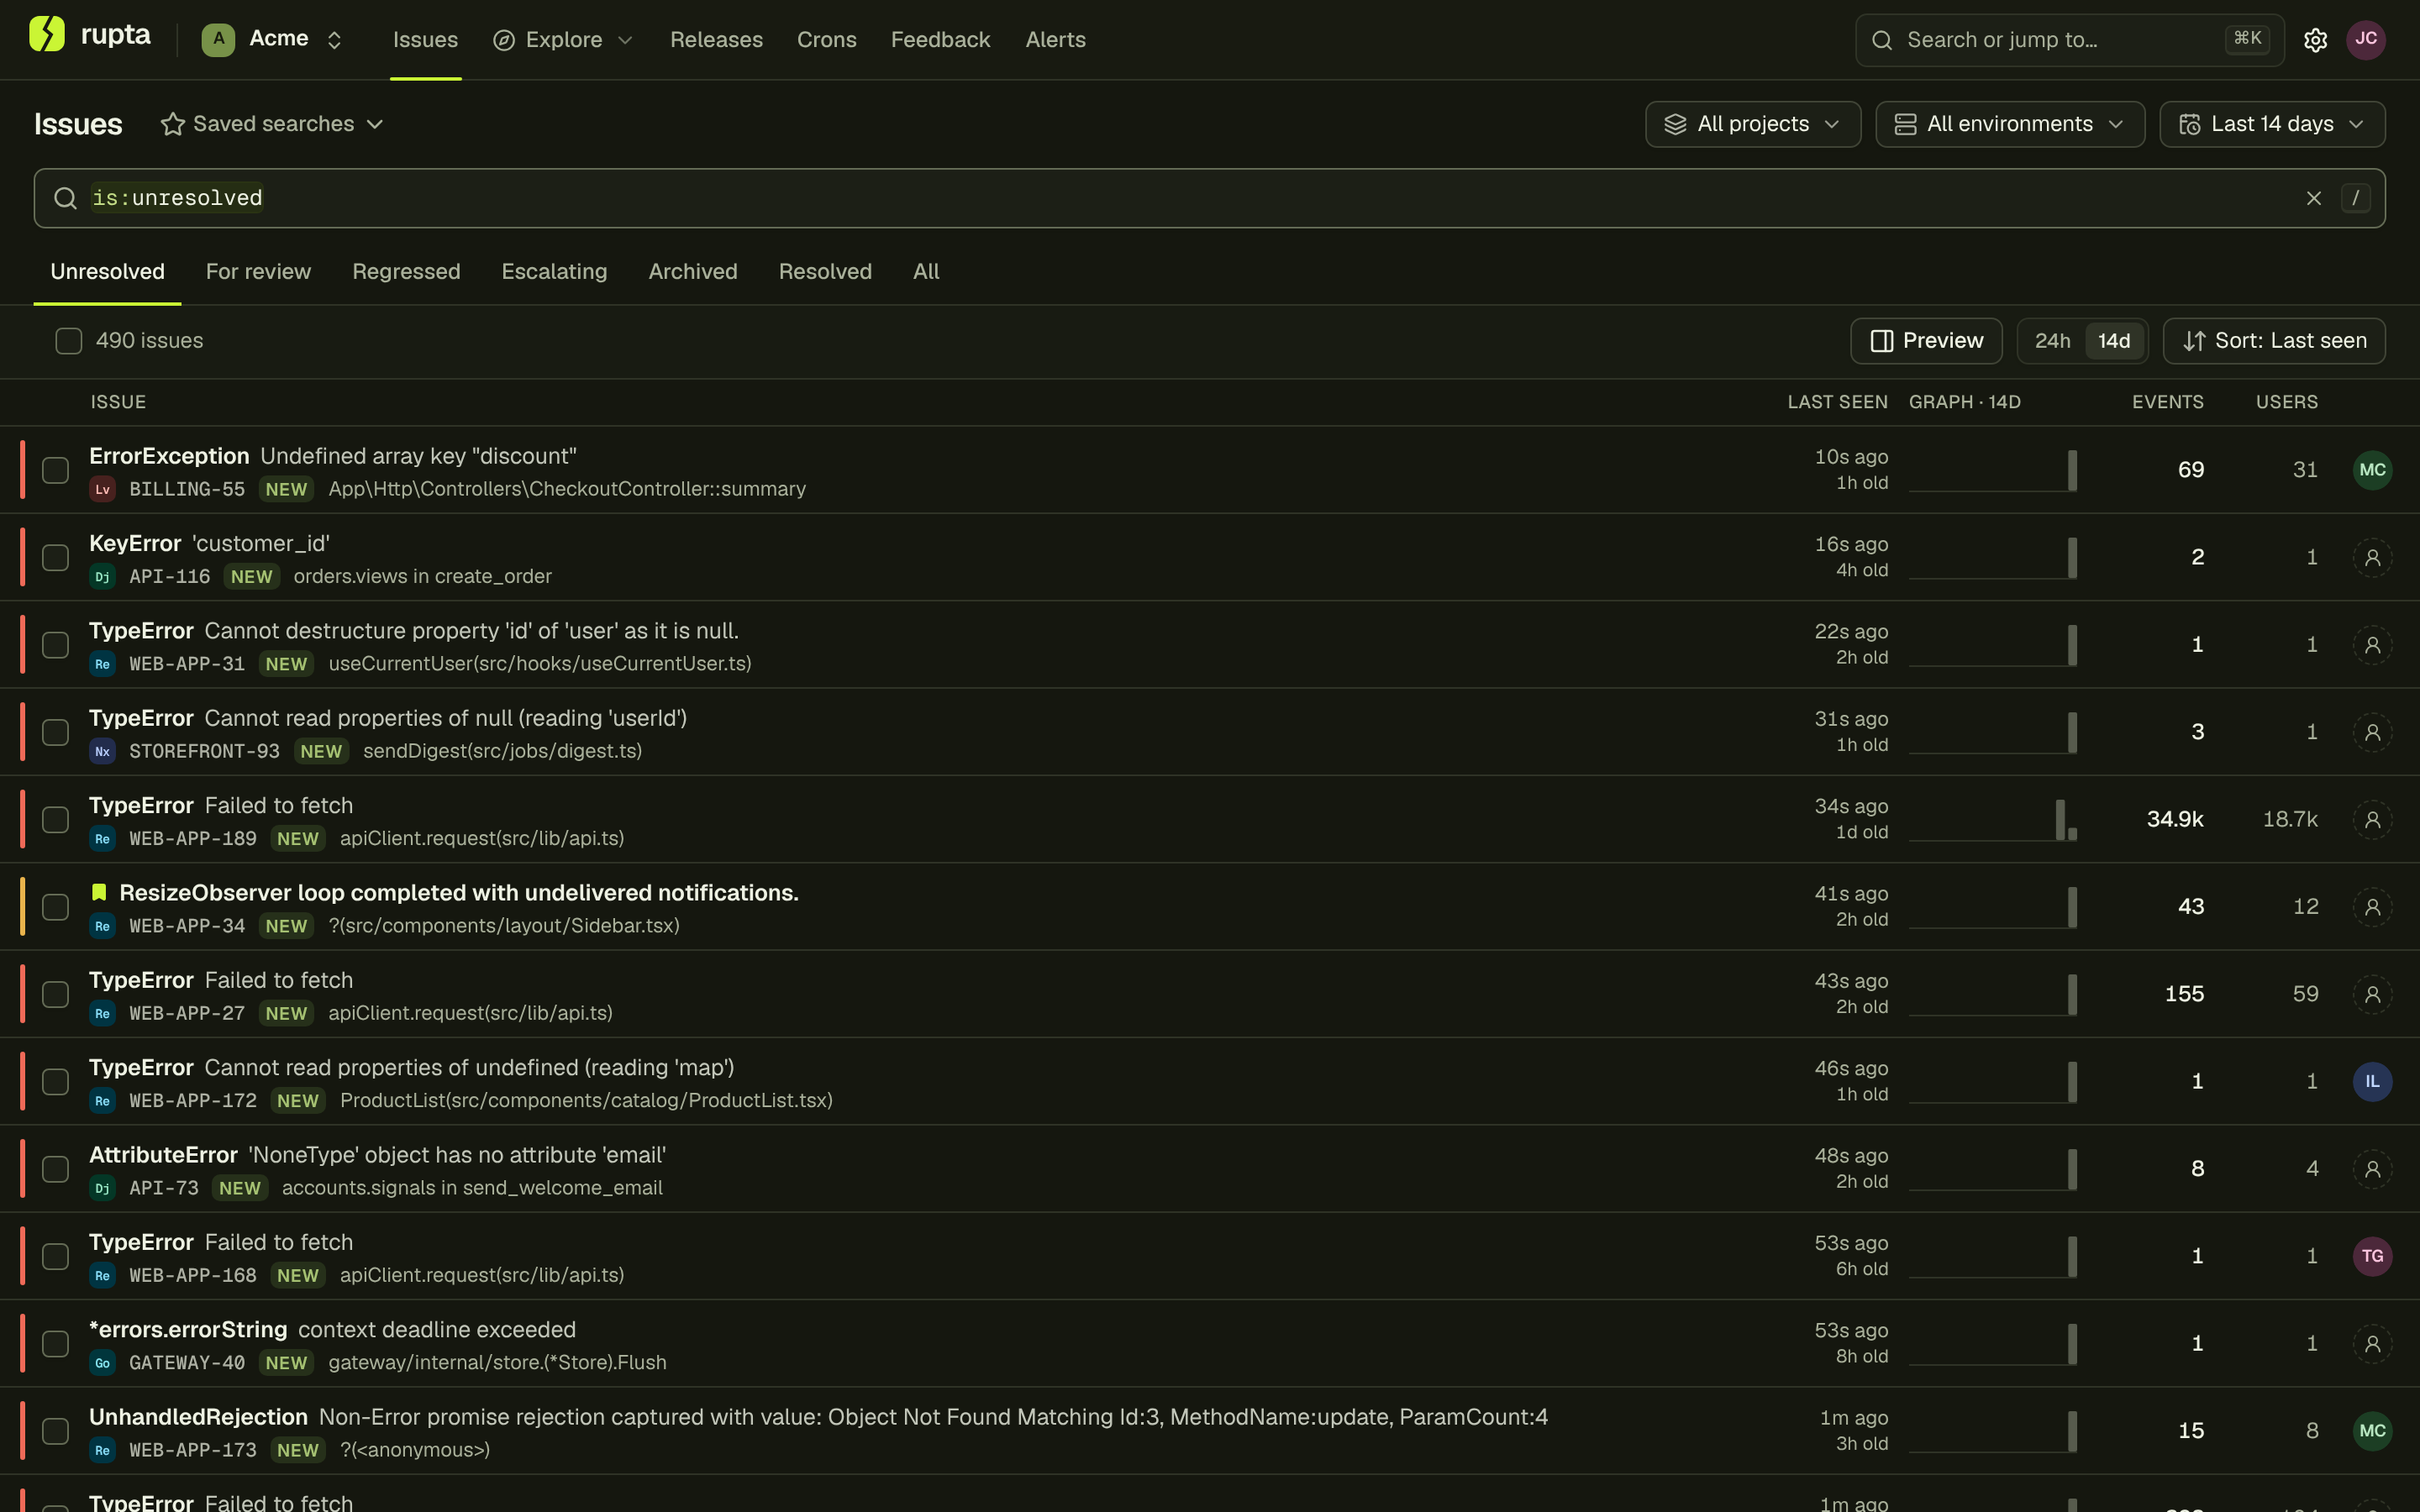 rupta
A Acme
Issues Explore Releases Crons Feedback Alerts
Search or jump to... ⌘K
JC
Issues Saved searches
All projects All environments Last 14 days
is:unresolved /
Unresolved For review Regressed Escalating Archived Resolved All
490 issues Preview 24h 14d Sort: Last seen
ISSUE LAST SEEN GRAPH · 14D EVENTS USERS
ErrorException Undefined array key "discount"
Lv BILLING-55 NEW App\Http\Controllers\CheckoutController::summary
10s ago
1h old
69 31 MC
KeyError 'customer_id'
Dj API-116 NEW orders.views in create_order
16s ago
4h old
2 1
TypeError Cannot destructure property 'id' of 'user' as it is null.
Re WEB-APP-31 NEW useCurrentUser(src/hooks/useCurrentUser.ts)
22s ago
2h old
1 1
TypeError Cannot read properties of null (reading 'userId')
Nx STOREFRONT-93 NEW sendDigest(src/jobs/digest.ts)
31s ago
1h old
3 1
TypeError Failed to fetch
Re WEB-APP-189 NEW apiClient.request(src/lib/api.ts)
34s ago
1d old
34.9k 18.7k
ResizeObserver loop completed with undelivered notifications.
Re WEB-APP-34 NEW ?(src/components/layout/Sidebar.tsx)
41s ago
2h old
43 12
TypeError Failed to fetch
Re WEB-APP-27 NEW apiClient.request(src/lib/api.ts)
43s ago
2h old
155 59
TypeError Cannot read properties of undefined (reading 'map')
Re WEB-APP-172 NEW ProductList(src/components/catalog/ProductList.tsx)
46s ago
1h old
1 1 IL
AttributeError 'NoneType' object has no attribute 'email'
Dj API-73 NEW accounts.signals in send_welcome_email
48s ago
2h old
8 4
TypeError Failed to fetch
Re WEB-APP-168 NEW apiClient.request(src/lib/api.ts)
53s ago
6h old
1 1 TG
*errors.errorString context deadline exceeded
Go GATEWAY-40 NEW gateway/internal/store.(*Store).Flush
53s ago
8h old
1 1
UnhandledRejection Non-Error promise rejection captured with value: Object Not Found Matching Id:3, MethodName:update, ParamCount:4
Re WEB-APP-173 NEW ?(<anonymous>)
1m ago
3h old
15 8 MC
TypeError Failed to fetch
1m ago